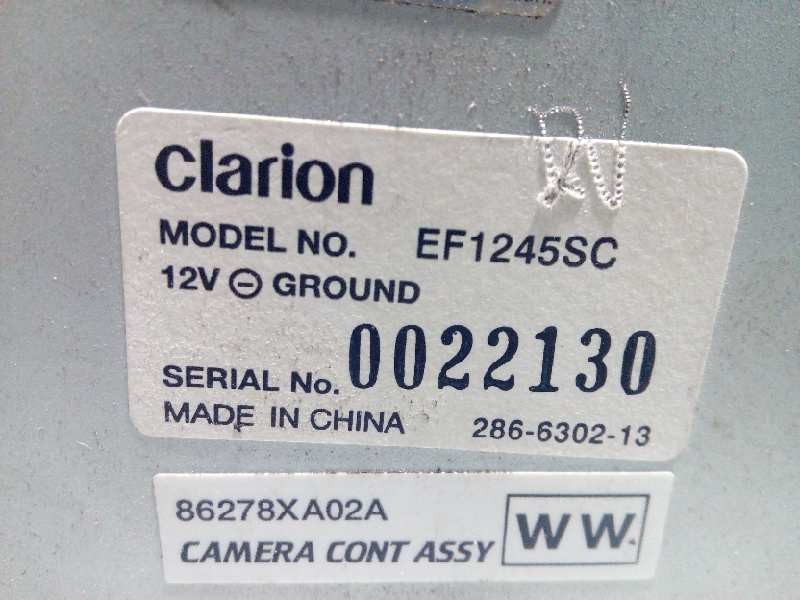 Clarion
MODEL NO. EF1245SC
12V ⊖ GROUND
SERIAL No. 0022130
MADE IN CHINA 286-6302-13
86278XA02A
CAMERA CONT ASSY WW.